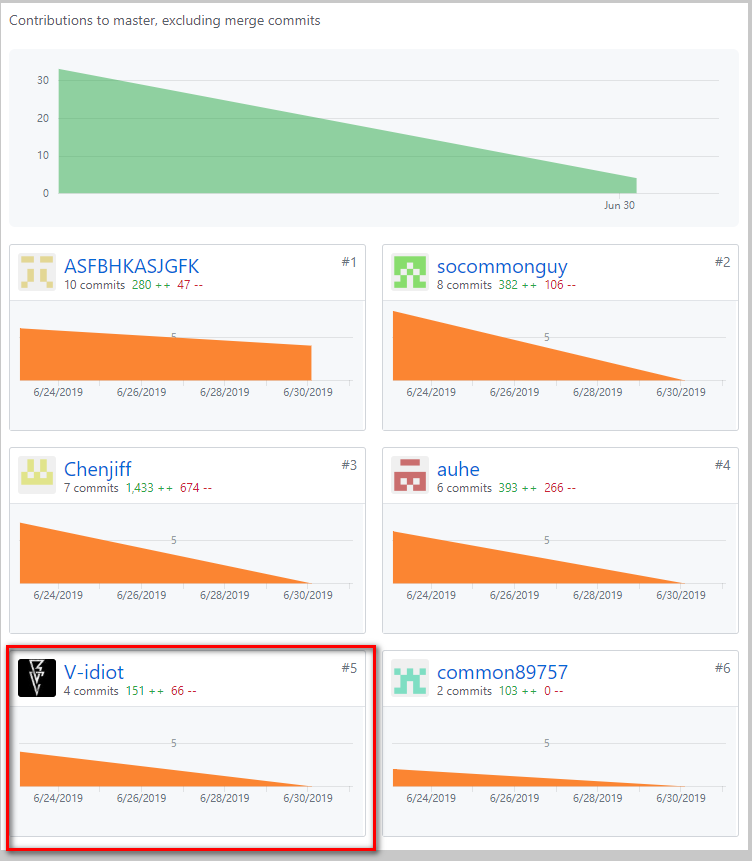 Contributions to master, excluding merge commits
30
20
10
0
Jun 30
ASFBHKASJGFK
#1
10 commits 280 ++ 47 --
5
6/24/2019 6/26/2019 6/28/2019 6/30/2019
socommonguy
#2
8 commits 382 ++ 106 --
5
6/24/2019 6/26/2019 6/28/2019 6/30/2019
Chenjiff
#3
7 commits 1,433 ++ 674 --
5
6/24/2019 6/26/2019 6/28/2019 6/30/2019
auhe
#4
6 commits 393 ++ 266 --
5
6/24/2019 6/26/2019 6/28/2019 6/30/2019
V-idiot
#5
4 commits 151 ++ 66 --
5
6/24/2019 6/26/2019 6/28/2019 6/30/2019
common89757
#6
2 commits 103 ++ 0 --
5
6/24/2019 6/26/2019 6/28/2019 6/30/2019